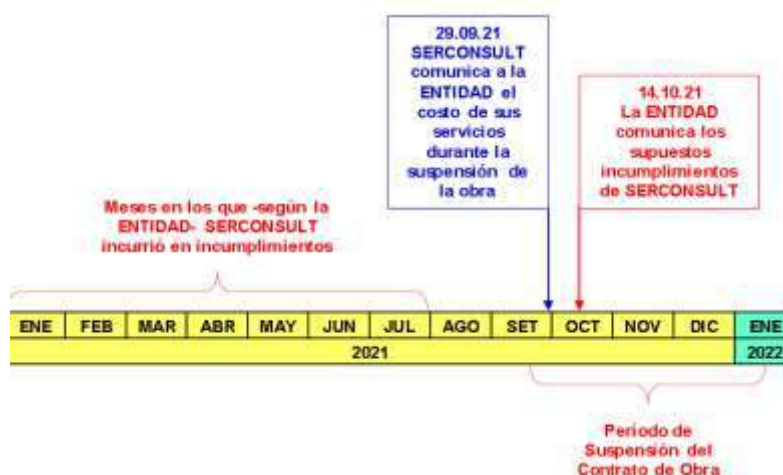 29.09.21
SERCONSULT
comunica a la
ENTIDAD el
costo de sus
servicios
durante la
suspensión de
la obra
14.10.21
La ENTIDAD
comunica los
supuestos
incumplimientos
de SERCONSULT
Meses en los que -según la
ENTIDAD- SERCONSULT
incurrió en incumplimientos
ENE FEB MAR ABR MAY JUN JUL AGO SET OCT NOV DIC ENE
2021 2022
Periodo de
Suspensión del
Contrato de Obra